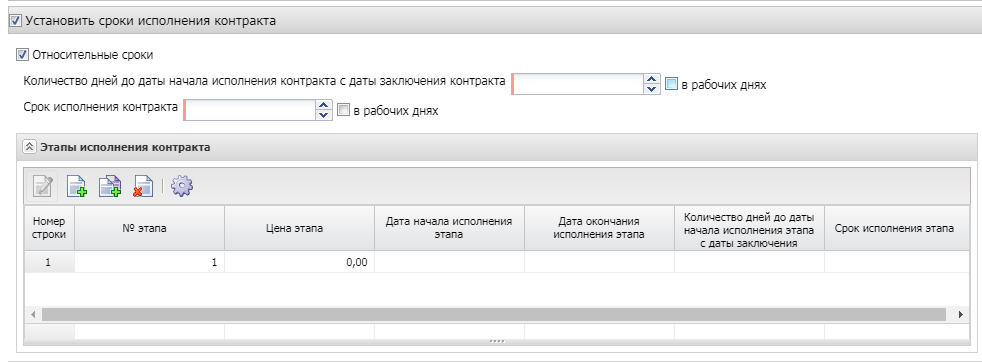 Установить сроки исполнения контракта
Относительные сроки
Количество дней до даты начала исполнения контракта с даты заключения контракта
в рабочих днях
Срок исполнения контракта
в рабочих днях
Этапы исполнения контракта
Номер
строки
№ этапа
Цена этапа
Дата начала исполнения
этапа
Дата окончания
исполнения этапа
Количество дней до даты
начала исполнения этапа
с даты заключения
Срок исполнения этапа
1
1
0,00